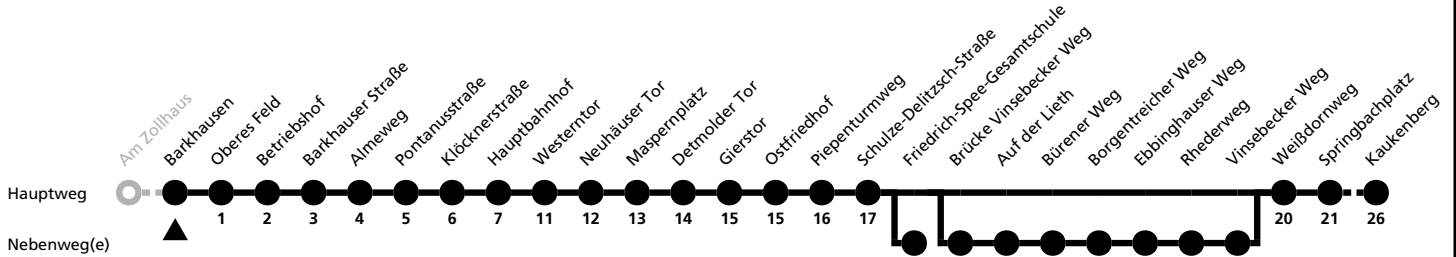 Am Zollhaus
Barkhausen
Oberes Feld
Betriebshof
Barkhauser Straße
Almeweg
Pontanusstraße
Klöcknerstraße
Hauptbahnhof
Westerntor
Neuhäuser Tor
Maspernplatz
Detmolder Tor
Gierstor
Ostfriedhof
Piepenturmweg
Schulze-Delitzsch-Straße
Friedrich-Spee-Gesamtschule
Brücke Vinsebecker Weg
Auf der Lieth
Bürener Weg
Borgentreicher Weg
Ebbinghauser Weg
Rhederweg
Vinsebecker Weg
Weißdornweg
Springbachplatz
Kaukenberg
Hauptweg
1 2 3 4 5 6 7 11 12 13 14 15 15 16 17 20 21 26
Nebenweg(e)